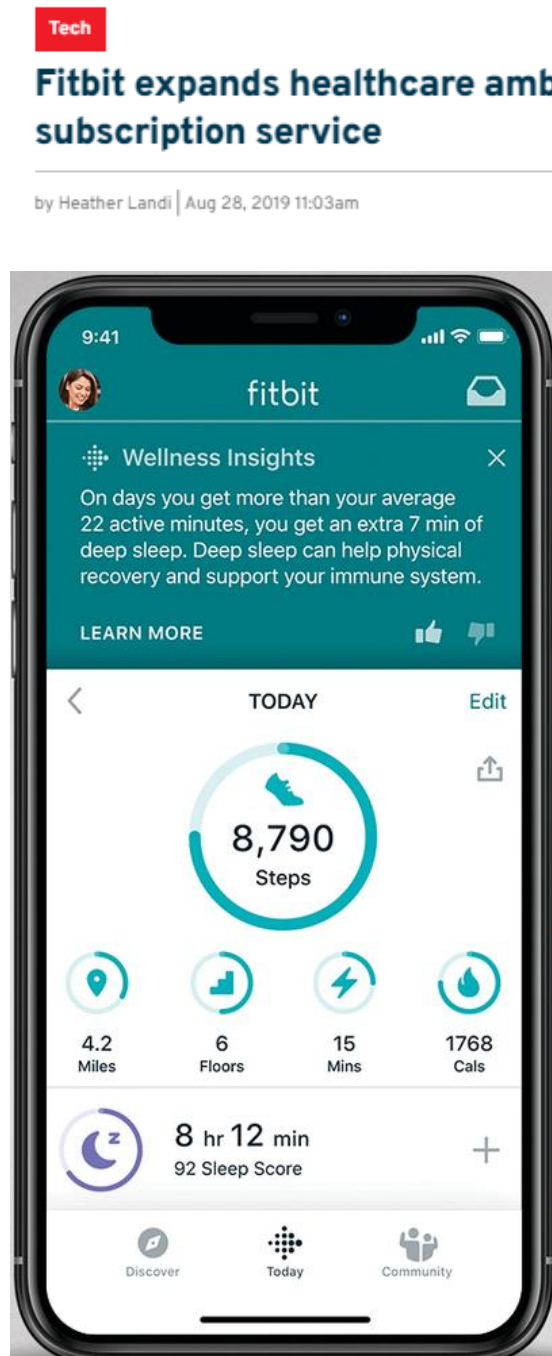 Tech
Fitbit expands healthcare
subscription service
by Heather Landi | Aug 28, 2019 11:03am
9:41
fitbit
Wellness Insights
On days you get more than your average
22 active minutes, you get an extra 7 min of
deep sleep. Deep sleep can help physical
recovery and support your immune system.
LEARN MORE
TODAY
Edit
8,790
Steps
4.2
Miles
6
Floors
15
Mins
1768
Cals
z
8 hr 12 min
92 Sleep Score
Discover
Today
Community